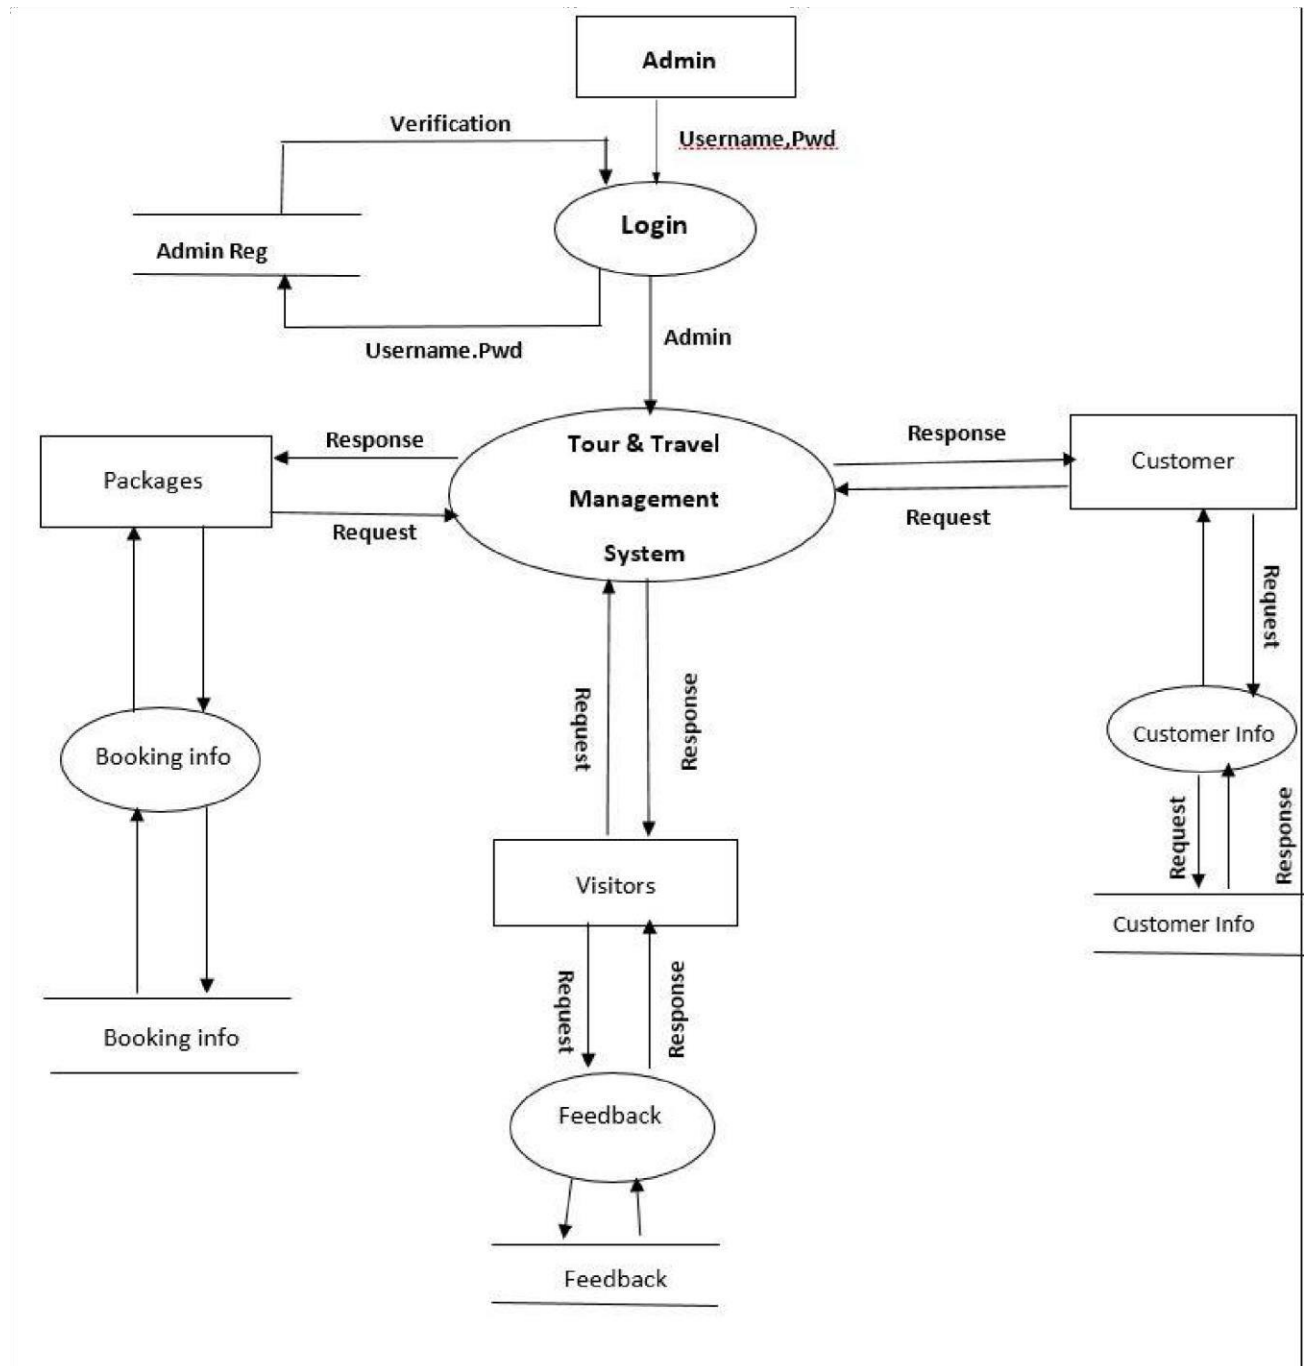 Admin
Verification
Username,Pwd
Login
Admin Reg
Username.Pwd
Admin
Response
Tour & Travel
Management
System
Response
Customer
Packages
Request
Request
Request
Request
Response
Booking info
Customer Info
Request
Response
Visitors
Customer Info
Request
Response
Booking info
Feedback
Feedback